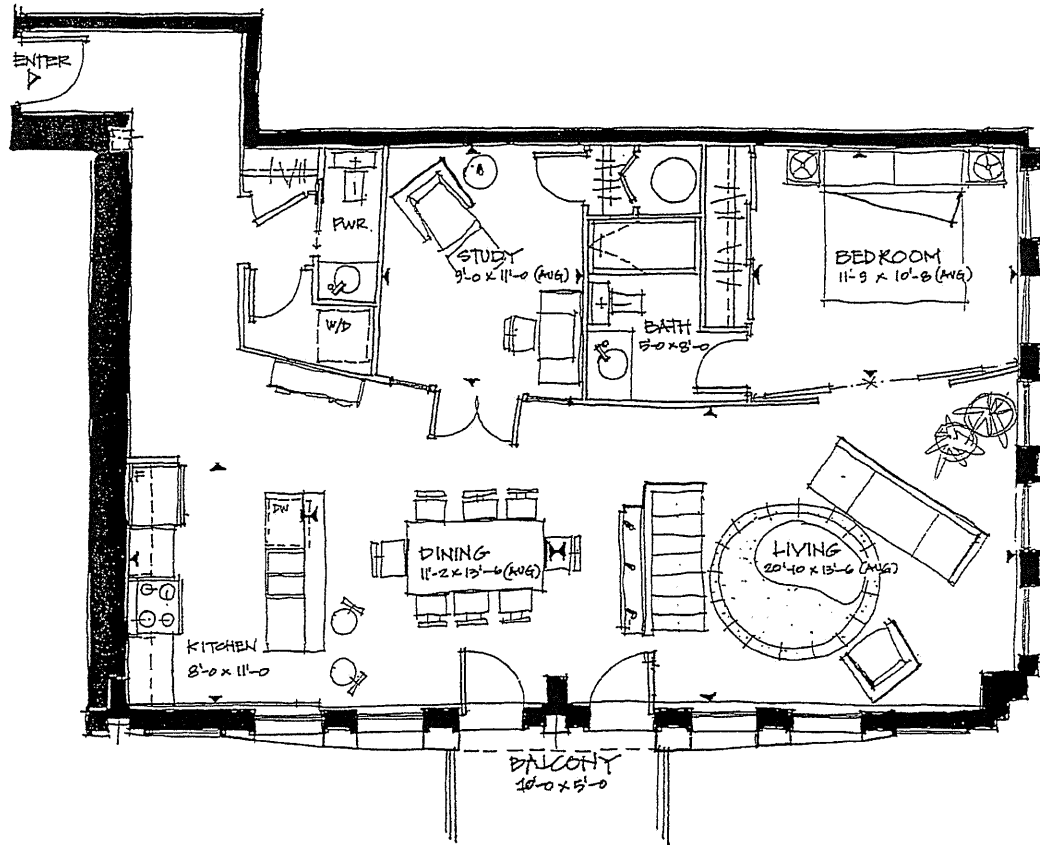 ENTER
PWR.
STUDY
9'-0 x 11'-0 (AVG)
BEDROOM
11'-9 x 10'-8 (AVG)
W/D
BATH
5'-0 x 8'-0
F
DW
DINING
11'-2 x 13'-6 (AVG)
LIVING
20'-10 x 13'-6 (AVG)
KITCHEN
8'-0 x 11'-0
BALCONY
10'-0 x 5'-0